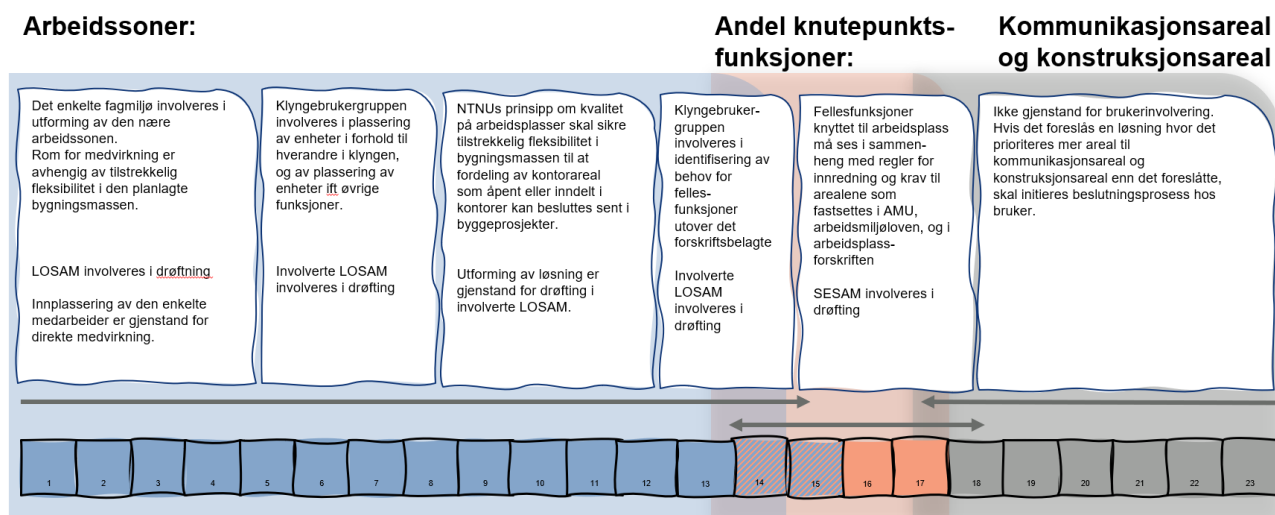 Arbeidssoner:
Andel knutepunkts-
funksjoner:
Kommunikasjonsareal
og konstruksjonsareal
Det enkelte fagmiljø involveres i
utforming av den nære
arbeidssonen.
Rom for medvirkning er
avhengig av tilstrekkelig
fleksibilitet i den planlagte
bygningsmassen.
LOSAM involveres i drøftning
Innplassering av den enkelte
medarbeider er gjenstand for
direkte medvirkning.
Klyngebrukergruppen
involveres i plassering
av enheter i forhold til
hverandre i klyngen,
og av plassering av
enheter ift øvrige
funksjoner.
Involverte LOSAM
involveres i drøfting
NTNUs prinsipp om kvalitet
på arbeidsplasser skal sikre
tilstrekkelig fleksibilitet i
bygningsmassen til at
fordeling av kontorareal
som åpent eller inndelt i
kontorer kan besluttes sent i
byggeprosjekter.
Utforming av løsning er
gjenstand for drøfting i
involverte LOSAM.
Klyngebruker-
gruppen
involveres i
identifisering av
behov for
felles-
funksjoner
utover det
forskriftsbelagte
Involverte
LOSAM
involveres i
drøfting
Fellesfunksjoner
knyttet til arbeidsplass
må ses i sammen-
heng med regler for
innredning og krav til
arealene som
fastsettes i AMU,
arbeidsmiljøloven, og i
arbeidsplass-
forskriften
SESAM involveres i
drøfting
Ikke gjenstand for brukerinvolvering.
Hvis det foreslås en løsning hvor det
prioriteres mer areal til
kommunikasjonsareal og
konstruksjonsareal enn det foreslåtte,
skal initieres beslutningsprosess hos
bruker.
1 2 3 4 5 6 7 8 9 10 11 12 13 14 15 16 17 18 19 20 21 22 23